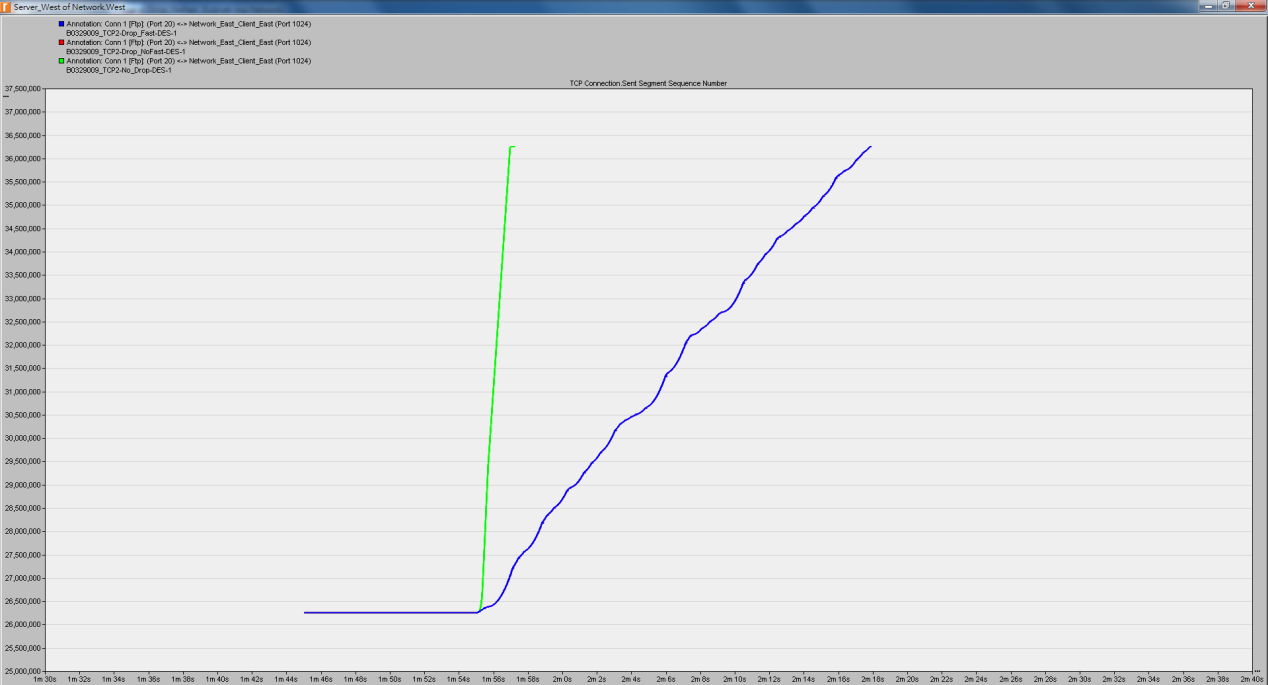 Server_West of Network.West
Annotation: Conn 1 [Ftp]: (Port 20) <-> Network_East_Client_East (Port 1024)
B0329009_TCP2-Drop_Fast-DES-1
Annotation: Conn 1 [Ftp]: (Port 20) <-> Network_East_Client_East (Port 1024)
B0329009_TCP2-Drop_NoFast-DES-1
Annotation: Conn 1 [Ftp]: (Port 20) <-> Network_East_Client_East (Port 1024)
B0329009_TCP2-No_Drop-DES-1
TCP Connection.Sent Segment Sequence Number
37,500,000
37,000,000
36,500,000
36,000,000
35,500,000
35,000,000
34,500,000
34,000,000
33,500,000
33,000,000
32,500,000
32,000,000
31,500,000
31,000,000
30,500,000
30,000,000
29,500,000
29,000,000
28,500,000
28,000,000
27,500,000
27,000,000
26,500,000
26,000,000
25,500,000
25,000,000
1m 30s 1m 32s 1m 34s 1m 36s 1m 38s 1m 40s 1m 42s 1m 44s 1m 46s 1m 48s 1m 50s 1m 52s 1m 54s 1m 56s 1m 58s 2m 0s 2m 2s 2m 4s 2m 6s 2m 8s 2m 10s 2m 12s 2m 14s 2m 16s 2m 18s 2m 20s 2m 22s 2m 24s 2m 26s 2m 28s 2m 30s 2m 32s 2m 34s 2m 36s 2m 38s 2m 40s